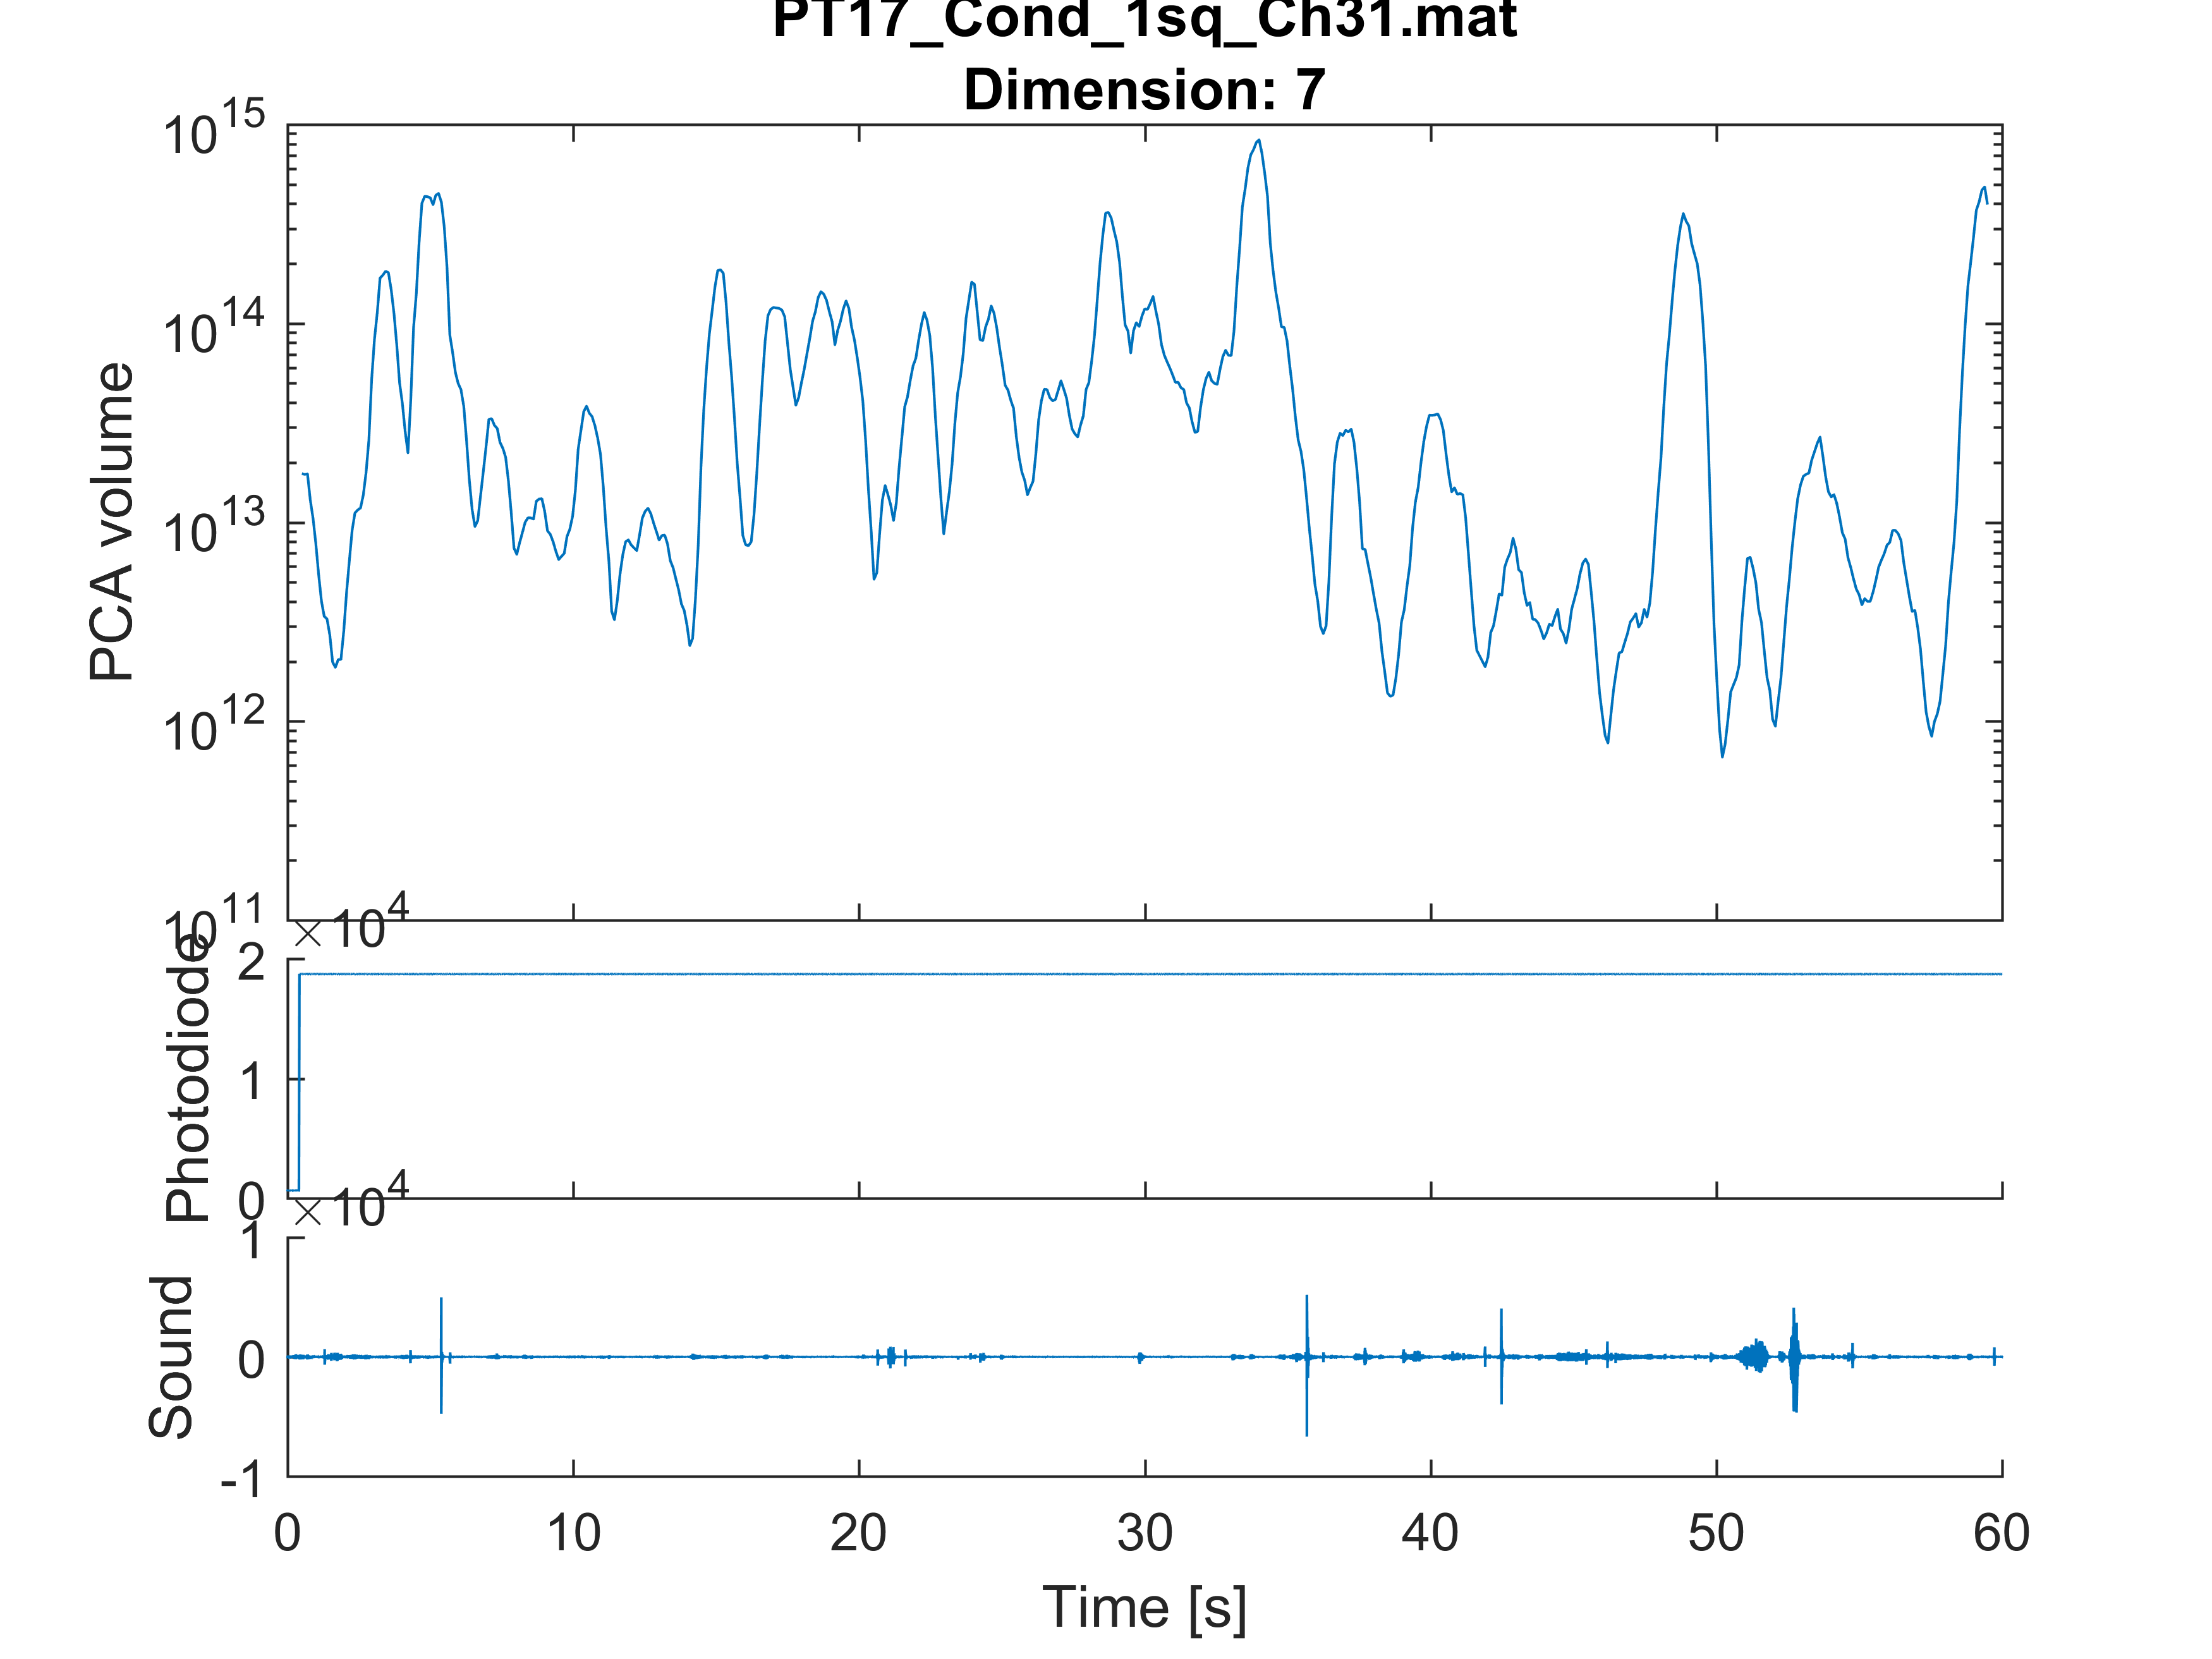 PT17_Cond_1sq_Ch31.mat
Dimension: 7
10^15
10^14
10^13
10^12
10^11
PCA volume
× 10^4
2
1
0
Photodiode
× 10^4
1
0
-1
Sound
0 10 20 30 40 50 60
Time [s]